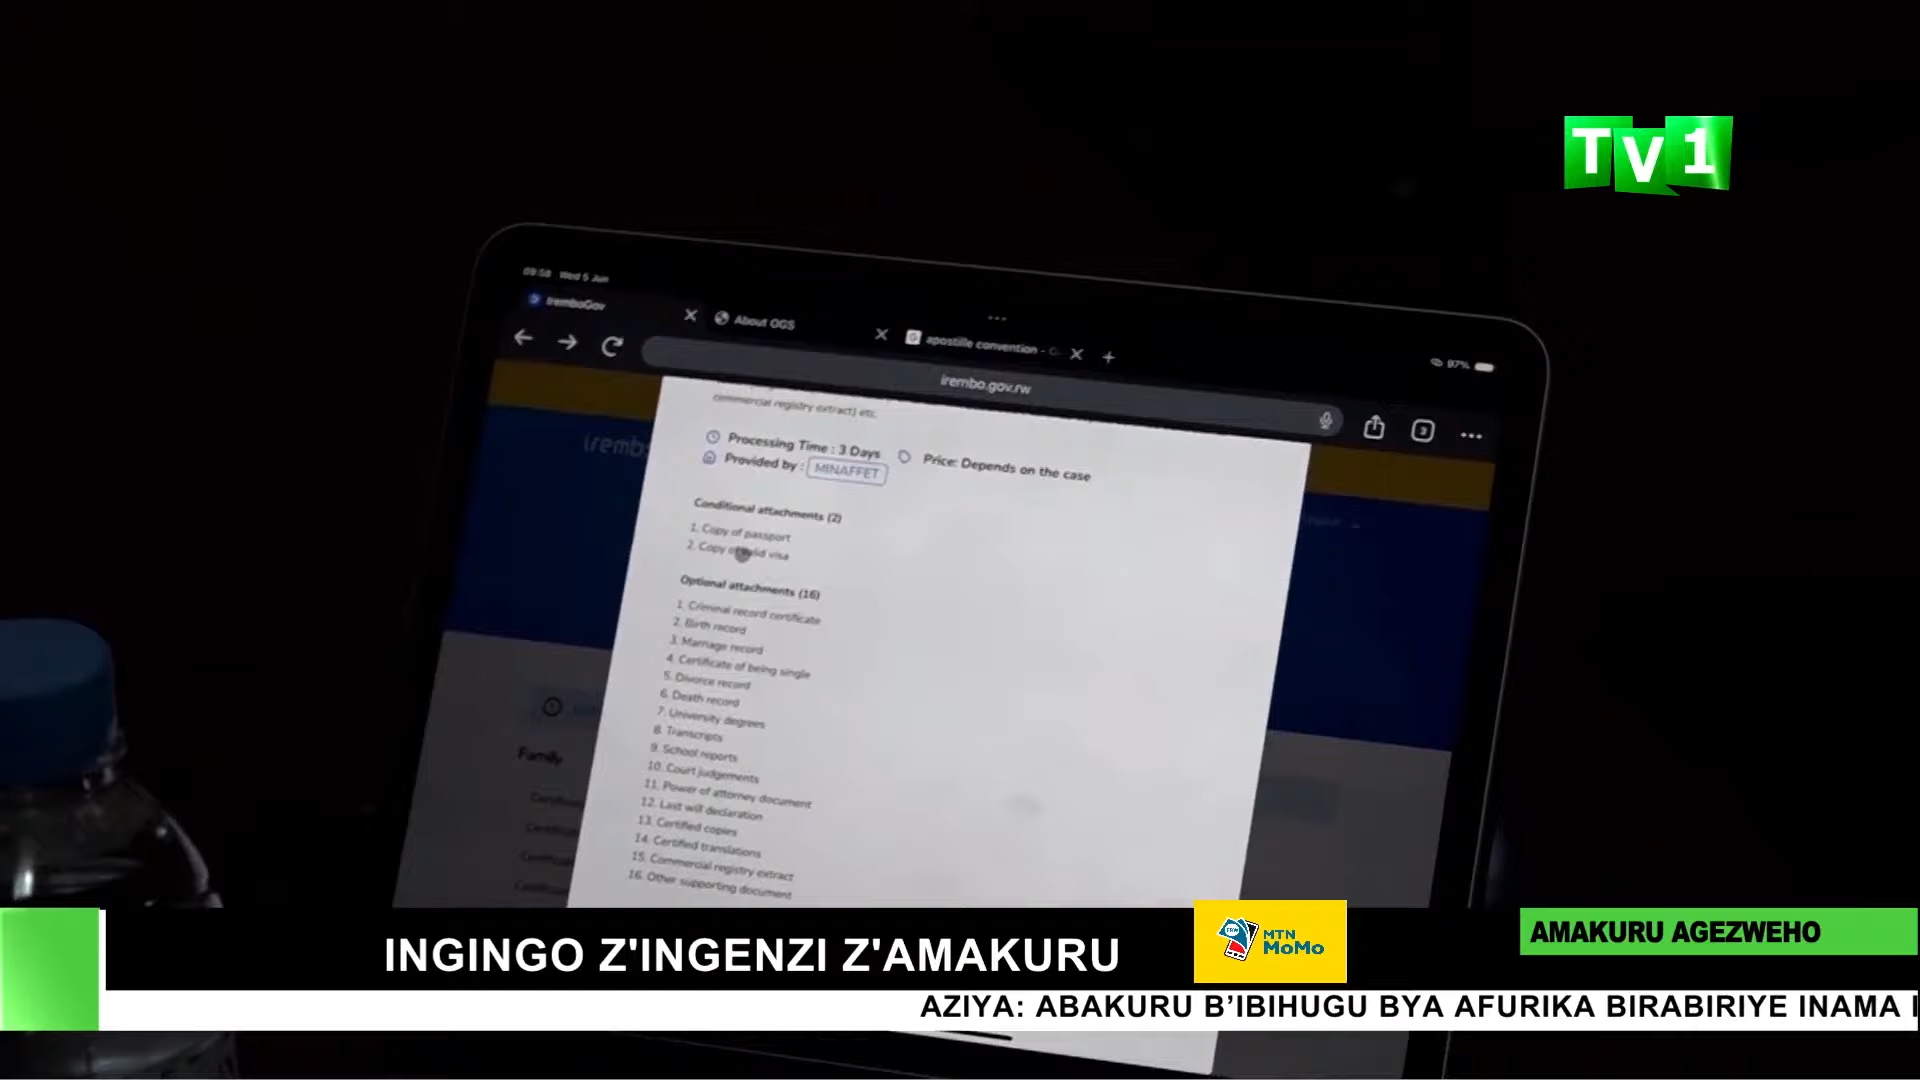 TV1
09:58 Wed 5 Jun
IremboGov
About OGS
apostille convention - G
97%
irembo.gov.rw
3
commercial registry extract) etc.
irembo
Processing Time : 3 Days
Price: Depends on the case
Provided by : MINAFFET
Conditional attachments (2)
1. Copy of passport
2. Copy of valid visa
Optional attachments (16)
1. Criminal record certificate
2. Birth record
3. Marriage record
4. Certificate of being single
5. Divorce record
6. Death record
7. University degrees
8. Transcripts
9. School reports
10. Court judgements
11. Power of attorney document
12. Last will declaration
13. Certified copies
14. Certified translations
15. Commercial registry extract
16. Other supporting document
Family
INGINGO Z'INGENZI Z'AMAKURU
MTN
MoMo
AMAKURU AGEZWEHO
AZIYA: ABAKURU B’IBIHUGU BYA AFURIKA BIRABIRIYE INAMA